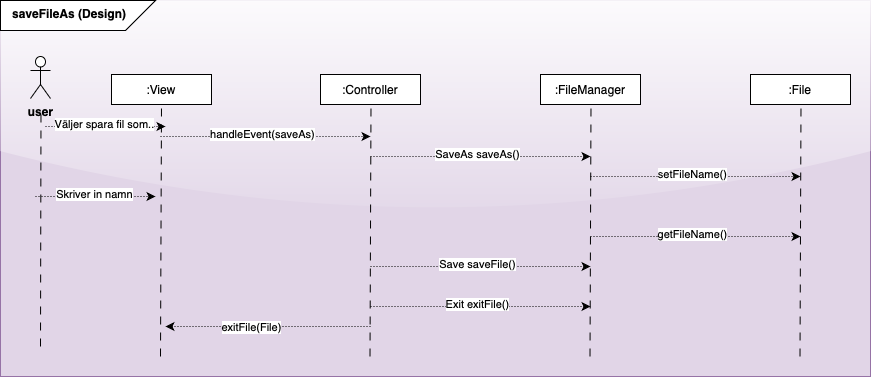 saveFileAs (Design)
:View
:Controller
:FileManager
:File
user
Väljer spara fil som..
handleEvent(saveAs)
SaveAs saveAs()
setFileName()
Skriver in namn
getFileName()
Save saveFile()
Exit exitFile()
exitFile(File)